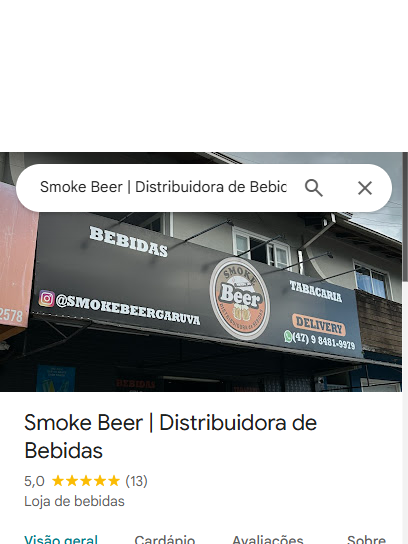 Smoke Beer | Distribuidora de Bebic
BEBIDAS
SMOKE
Beer
TABACARIA
@SMOKEBEERGARUVA
DELIVERY
(47) 9 8481-9979
2578
BEBIDAS
Smoke Beer | Distribuidora de
Bebidas
5,0
(13)
Loja de bebidas
Visão geral
Cardápio
Avaliações
Sobre